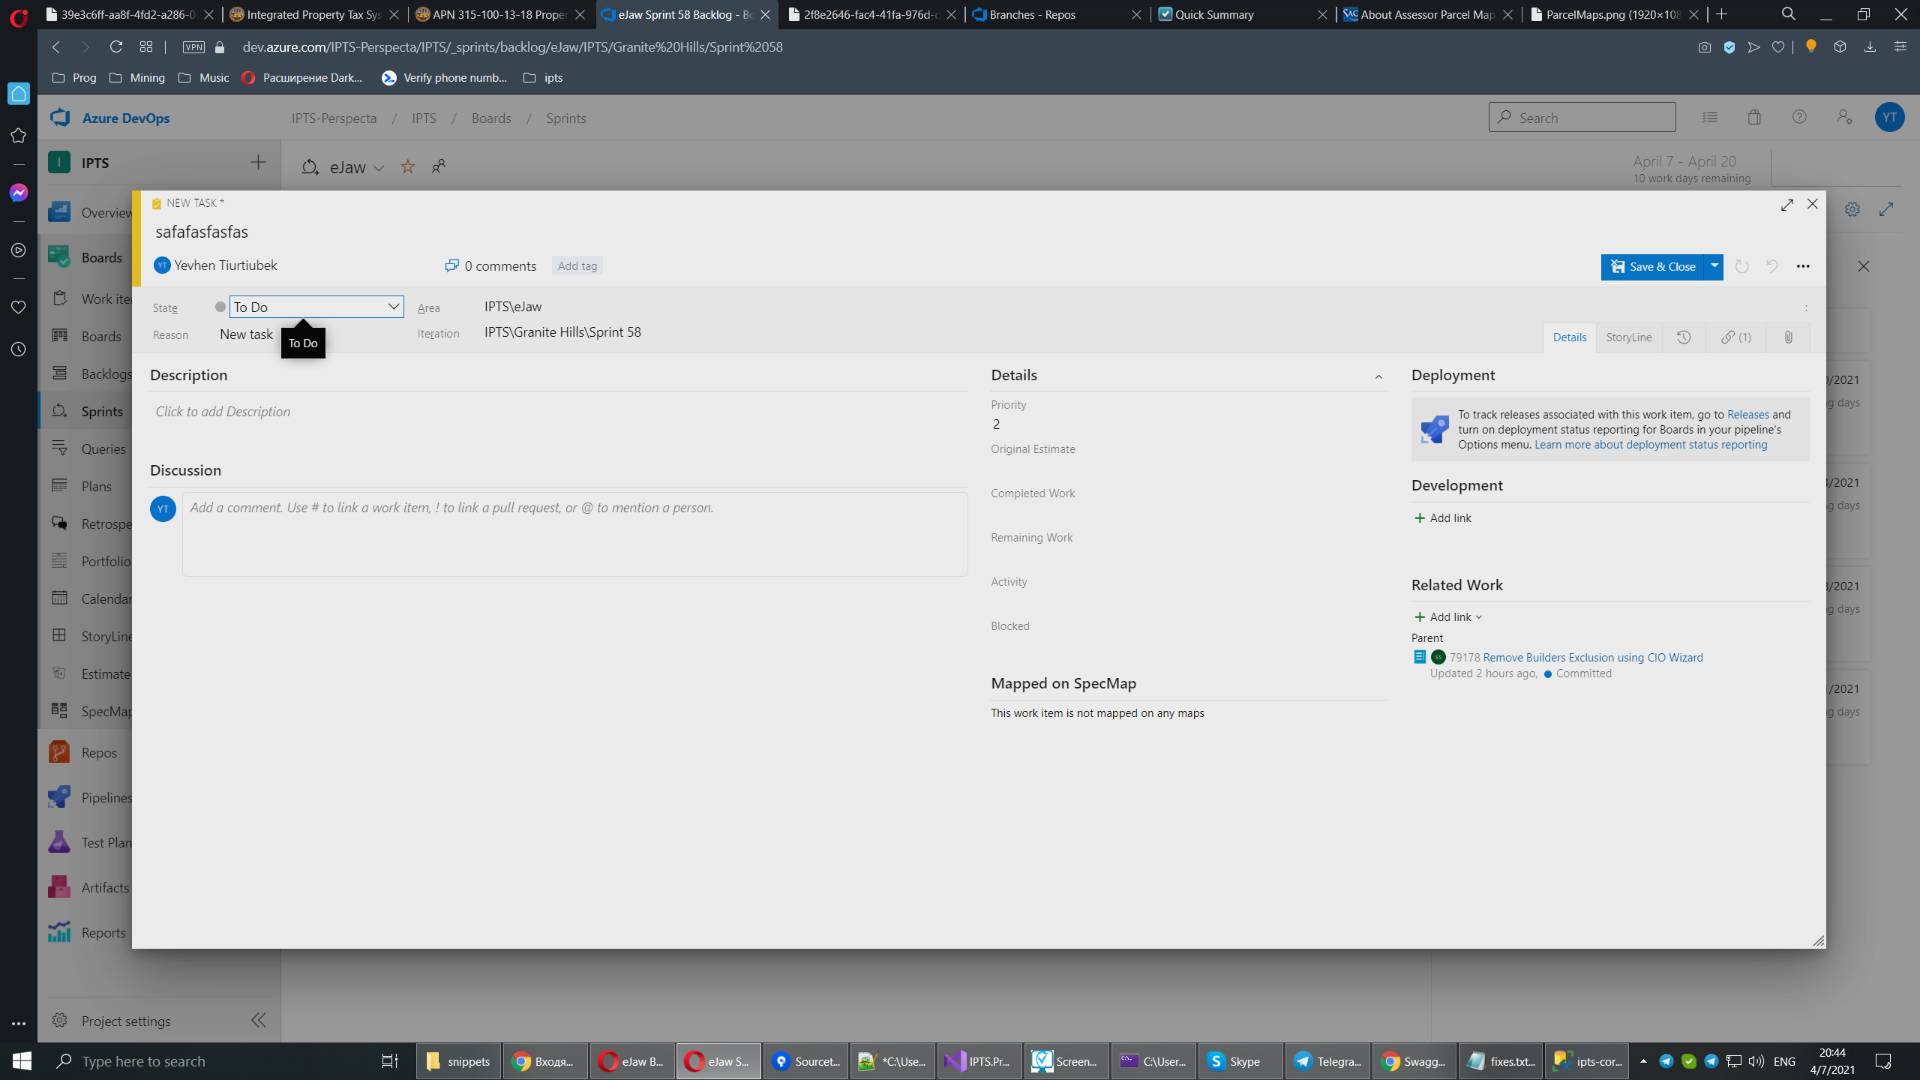 39e3c6ff-aa8f-4fd2-a286-0
Integrated Property Tax Sys
APN 315-100-13-18 Proper
eJaw Sprint 58 Backlog - Bo
2f8e2646-fac4-41fa-976d-c
Branches - Repos
Quick Summary
About Assessor Parcel Map
ParcelMaps.png (1920×108
VPN
dev.azure.com/IPTS-Perspecta/IPTS/_sprints/backlog/eJaw/IPTS/Granite%20Hills/Sprint%2058
Prog
Mining
Music
Расширение Dark...
Verify phone numb...
ipts
Azure DevOps
IPTS-Perspecta / IPTS / Boards / Sprints
Search
YT
I
IPTS
eJaw
April 7 - April 20
10 work days remaining
Overview
Boards
Work ite
Boards
Backlogs
Sprints
Queries
Plans
Retrospe
Portfolio
Calendar
StoryLine
Estimate
SpecMap
Repos
Pipelines
Test Plan
Artifacts
Reports
Project settings
NEW TASK *
safafasfasfas
YT Yevhen Tiurtiubek
0 comments
Add tag
Save & Close
State
To Do
Area
IPTS\eJaw
Reason
New task
To Do
Iteration
IPTS\Granite Hills\Sprint 58
Details
StoryLine
(1)
Description
Click to add Description
Discussion
YT
Add a comment. Use # to link a work item, ! to link a pull request, or @ to mention a person.
Details
Priority
2
Original Estimate
Completed Work
Remaining Work
Activity
Blocked
Mapped on SpecMap
This work item is not mapped on any maps
Deployment
To track releases associated with this work item, go to Releases and
turn on deployment status reporting for Boards in your pipeline's
Options menu. Learn more about deployment status reporting
Development
Add link
Related Work
Add link
Parent
79178 Remove Builders Exclusion using CIO Wizard
Updated 2 hours ago, Committed
/2021
g days
/2021
g days
/2021
g days
/2021
g days
Type here to search
snippets
Входя...
eJaw B...
eJaw S...
Sourcet...
*C:\Use...
IPTS.Pr...
Screen...
C:\User...
Skype
Telegra...
Swagg...
fixes.txt...
ipts-cor...
ENG
20:44
4/7/2021